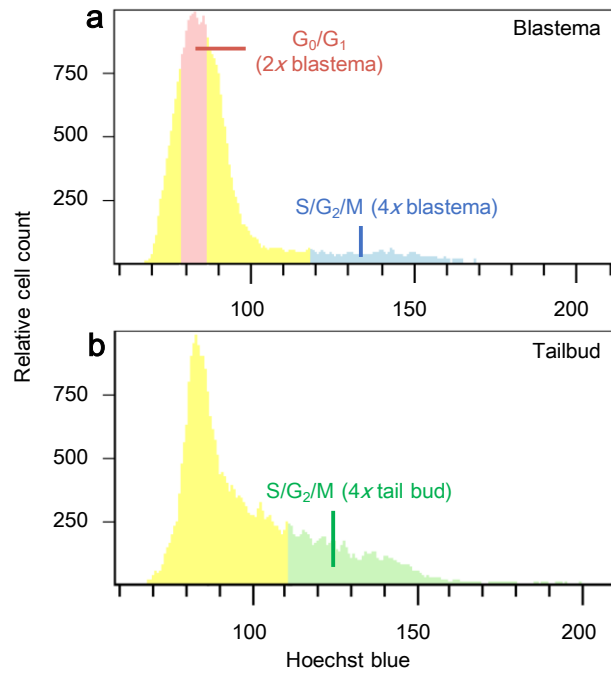 a
Blastema
G₀/G₁
(2x blastema)
S/G₂/M (4x blastema)
750
500
250
100
150
200
b
Tailbud
S/G₂/M (4x tail bud)
750
500
250
100
150
200
Relative cell count
Hoechst blue